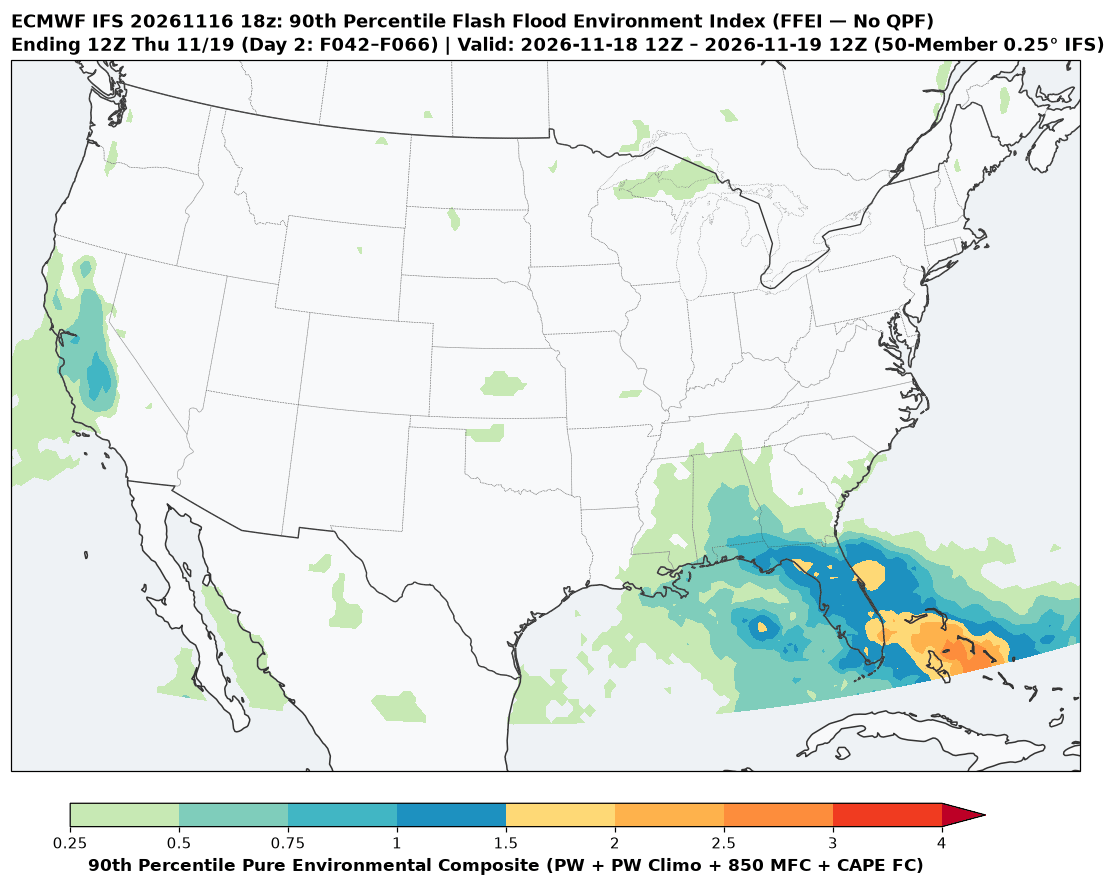 ECMWF IFS 20261116 18z: 90th Percentile Flash Flood Environment Index (FFEI — No QPF)
Ending 12Z Thu 11/19 (Day 2: F042–F066) | Valid: 2026-11-18 12Z – 2026-11-19 12Z (50-Member 0.25° IFS)
0.25 0.5 0.75 1 1.5 2 2.5 3 4
90th Percentile Pure Environmental Composite (PW + PW Climo + 850 MFC + CAPE FC)